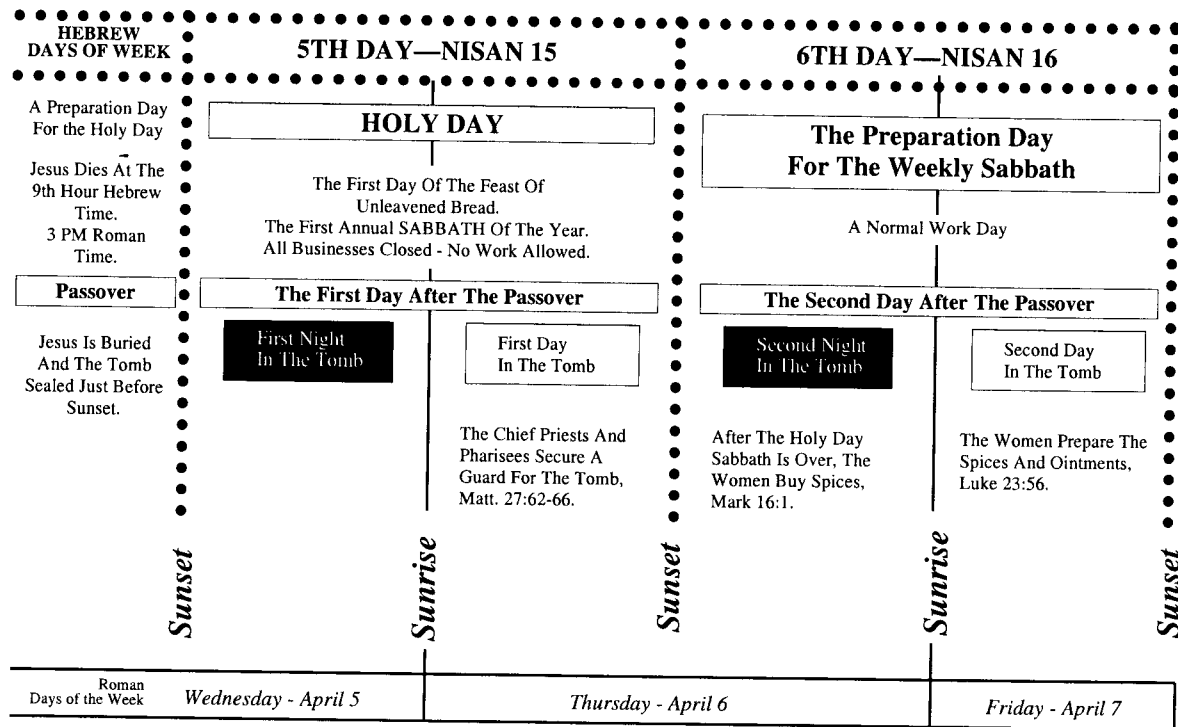 HEBREW
DAYS OF WEEK
5TH DAY—NISAN 15
6TH DAY—NISAN 16
A Preparation Day
For the Holy Day
Jesus Dies At The
9th Hour Hebrew
Time.
3 PM Roman
Time.
Passover
Jesus Is Buried
And The Tomb
Sealed Just Before
Sunset.
HOLY DAY
The First Day Of The Feast Of
Unleavened Bread.
The First Annual SABBATH Of The Year.
All Businesses Closed - No Work Allowed.
The First Day After The Passover
First Night
In The Tomb
First Day
In The Tomb
The Chief Priests And
Pharisees Secure A
Guard For The Tomb,
Matt. 27:62-66.
The Preparation Day
For The Weekly Sabbath
A Normal Work Day
The Second Day After The Passover
Second Night
In The Tomb
Second Day
In The Tomb
After The Holy Day
Sabbath Is Over, The
Women Buy Spices,
Mark 16:1.
The Women Prepare The
Spices And Ointments,
Luke 23:56.
Sunset
Sunrise
Sunset
Sunrise
Sunset
Roman
Days of the Week
Wednesday - April 5
Thursday - April 6
Friday - April 7